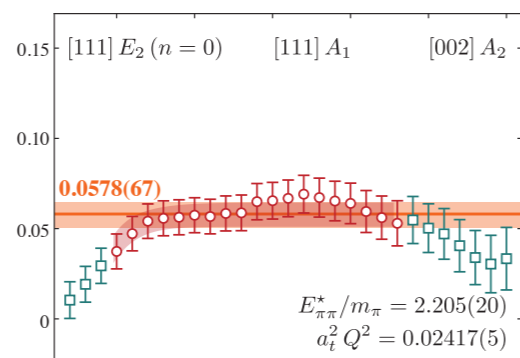 0.15
[111] E₂ (n = 0) [111] A₁ [002] A₂
0.10
0.0578(67)
0.05
E*ππ/mπ = 2.205(20)
0
aₜ² Q² = 0.02417(5)